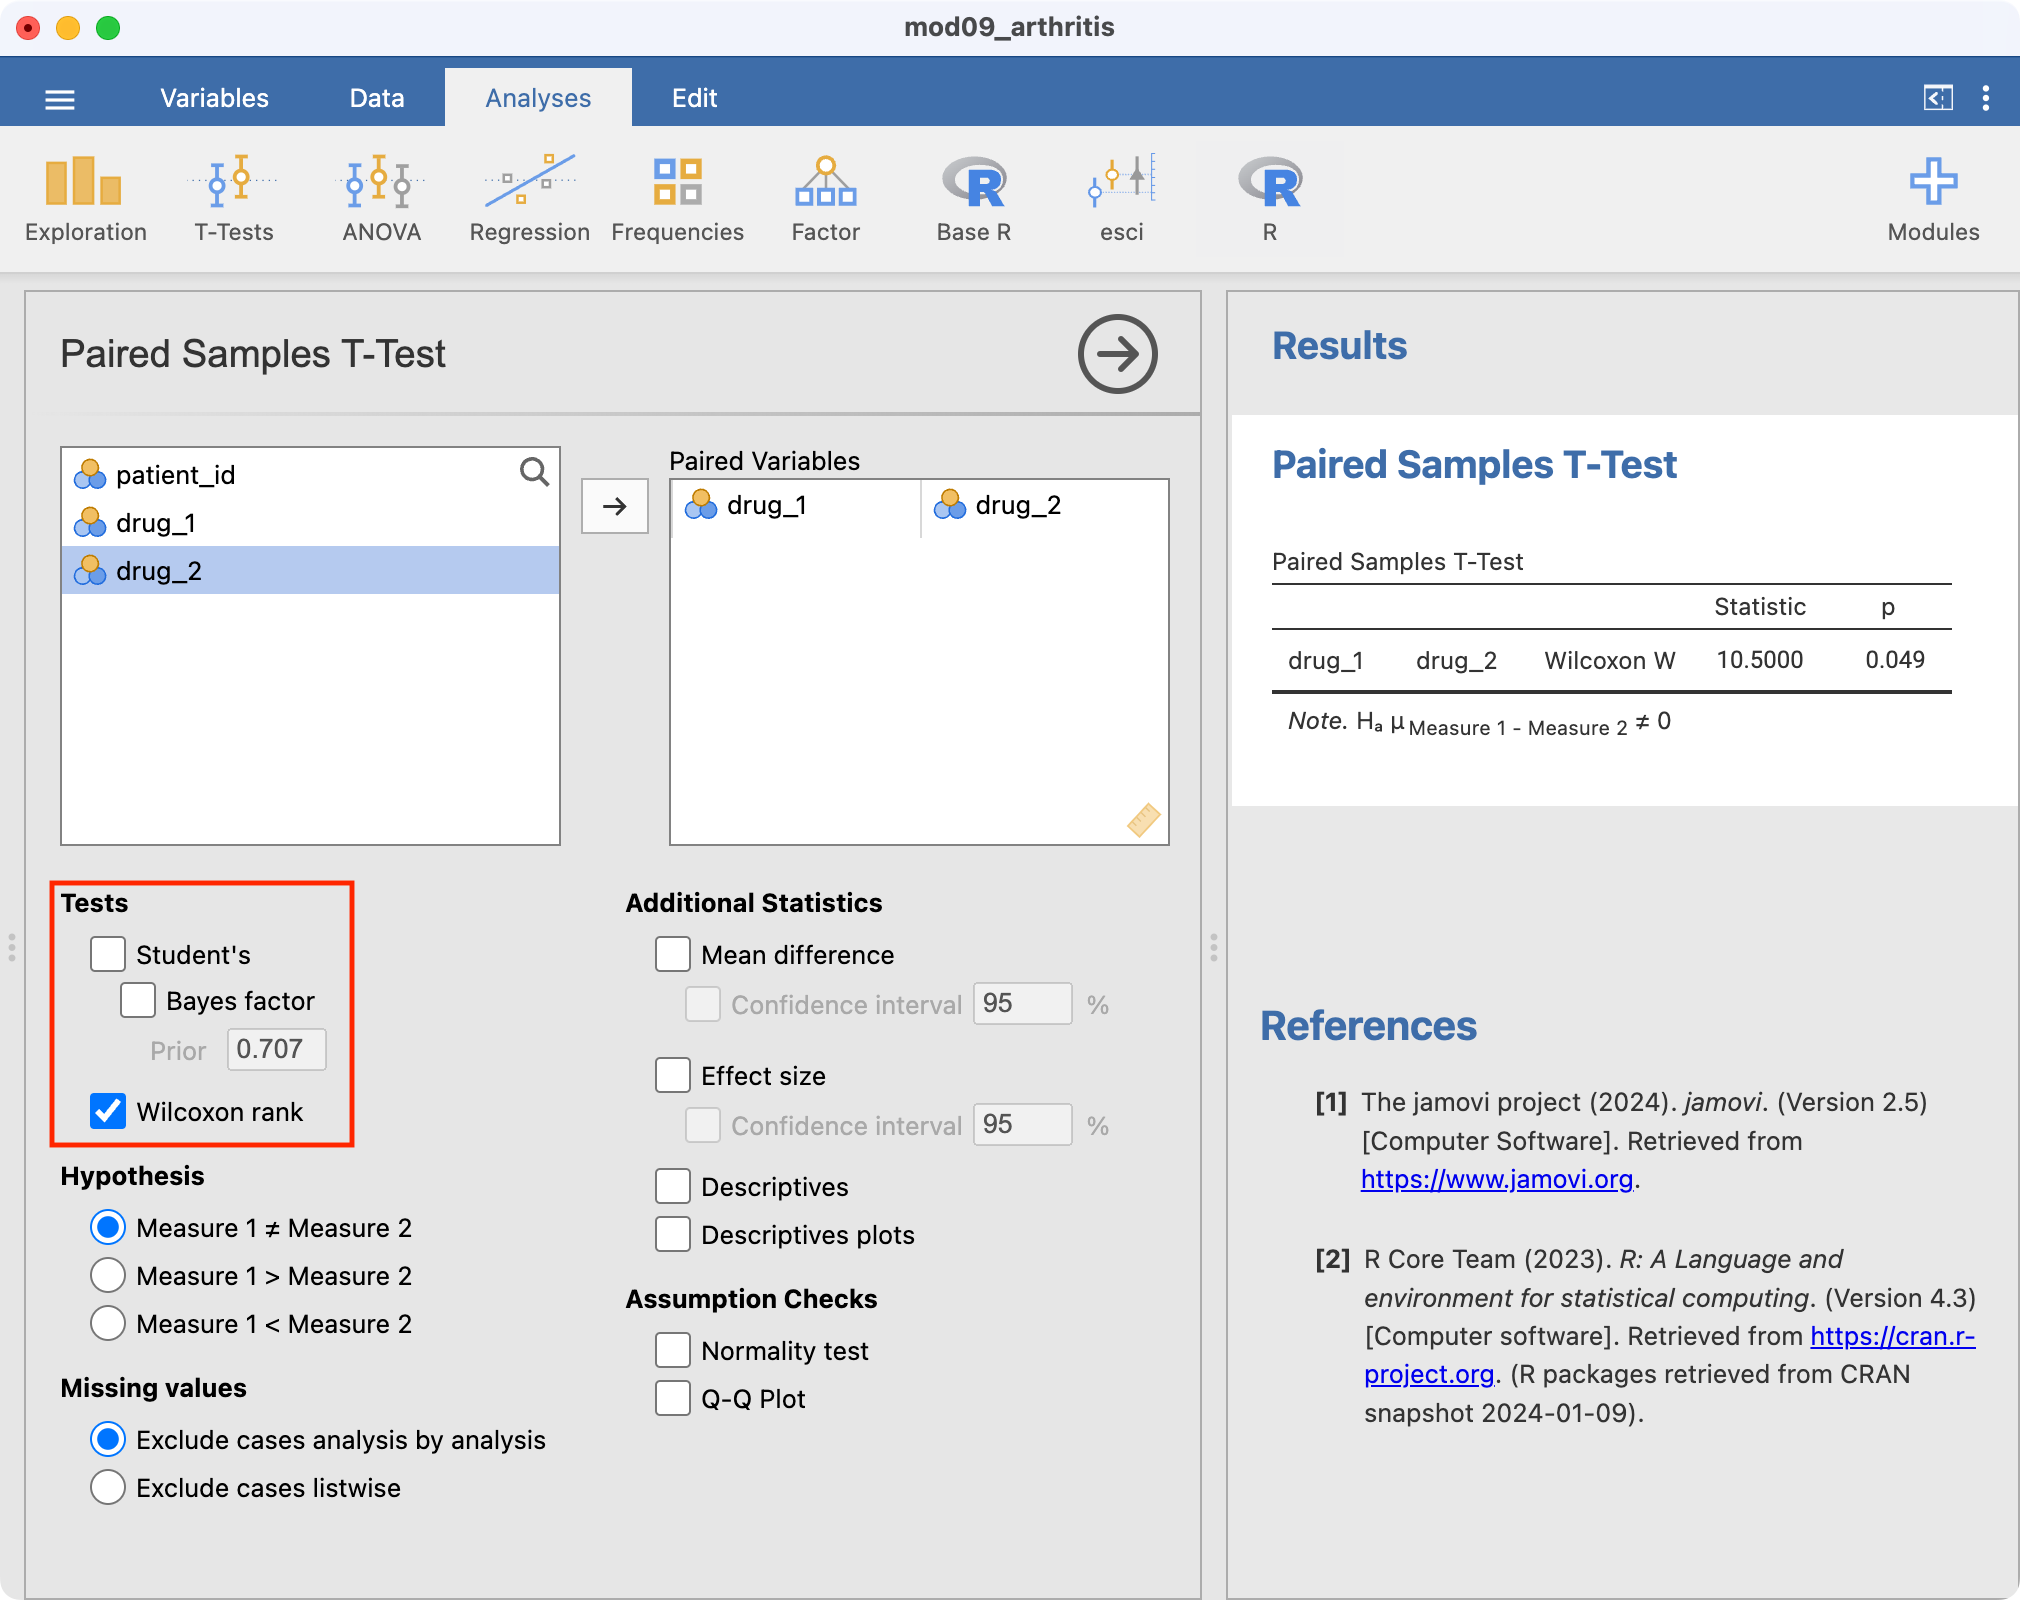 mod09_arthritis
Variables Data Analyses Edit
Exploration T-Tests ANOVA Regression Frequencies Factor Base R esci R Modules
Paired Samples T-Test
patient_id
drug_1
drug_2
Paired Variables
drug_1 drug_2
Tests
Student's
Bayes factor
Prior 0.707
Wilcoxon rank
Hypothesis
Measure 1 ≠ Measure 2
Measure 1 > Measure 2
Measure 1 < Measure 2
Missing values
Exclude cases analysis by analysis
Exclude cases listwise
Additional Statistics
Mean difference
Confidence interval 95 %
Effect size
Confidence interval 95 %
Descriptives
Descriptives plots
Assumption Checks
Normality test
Q-Q Plot
Results
Paired Samples T-Test
Paired Samples T-Test
Statistic p
drug_1 drug_2 Wilcoxon W 10.5000 0.049
Note. Hₐ μ Measure 1 - Measure 2 ≠ 0
References
[1] The jamovi project (2024). jamovi. (Version 2.5)
[Computer Software]. Retrieved from
https://www.jamovi.org.
[2] R Core Team (2023). R: A Language and
environment for statistical computing. (Version 4.3)
[Computer software]. Retrieved from https://cran.r-
project.org. (R packages retrieved from CRAN
snapshot 2024-01-09).